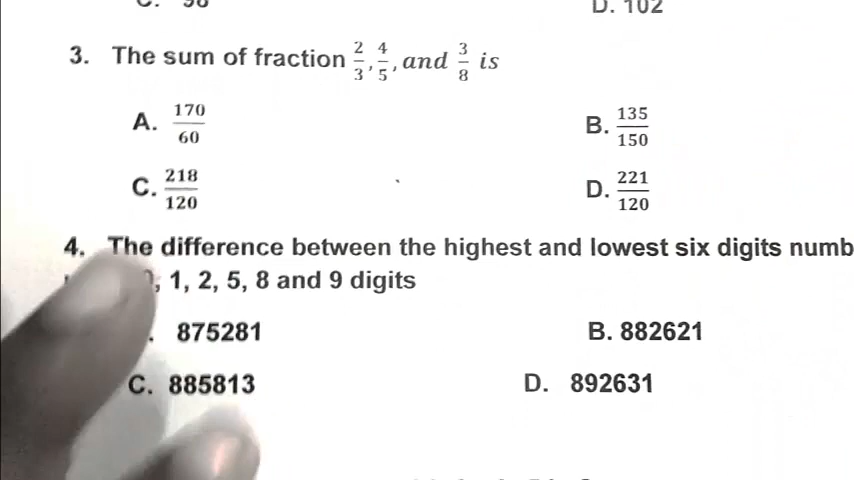 D. 102
3. The sum of fraction 2/3, 4/5, and 3/8 is
A. 170/60 B. 135/150
C. 218/120 D. 221/120
4. The difference between the highest and lowest six digits numb
, 1, 2, 5, 8 and 9 digits
. 875281 B. 882621
C. 885813 D. 892631